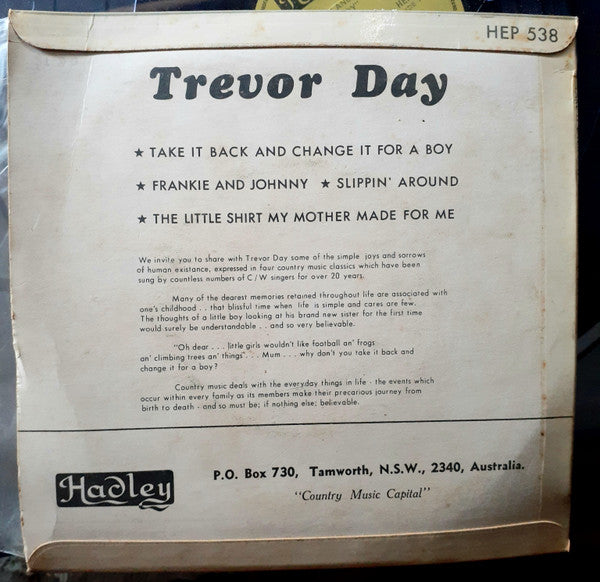 HEP 538
Trevor Day
★ TAKE IT BACK AND CHANGE IT FOR A BOY
★ FRANKIE AND JOHNNY ★ SLIPPIN' AROUND
★ THE LITTLE SHIRT MY MOTHER MADE FOR ME
We invite you to share with Trevor Day some of the simple joys and sorrows
of human existance, expressed in four country music classics which have been
sung by countless numbers of C/W singers for over 20 years.
Many of the dearest memories retained throughout life are associated with
one's childhood . . that blissful time when life is simple and cares are few.
The thoughts of a little boy looking at his brand new sister for the first time
would surely be understandable . . and so very believable.
"Oh dear . . . little girls wouldn't like football an' frogs
an' climbing trees an' things" . . Mum . . . why don't you take it back and
change it for a boy?
Country music deals with the everyday things in life - the events which
occur within every family as its members make their precarious journey from
birth to death - and so must be; if nothing else; believable.
Hadley
P.O. Box 730, Tamworth, N.S.W., 2340, Australia.
"Country Music Capital"